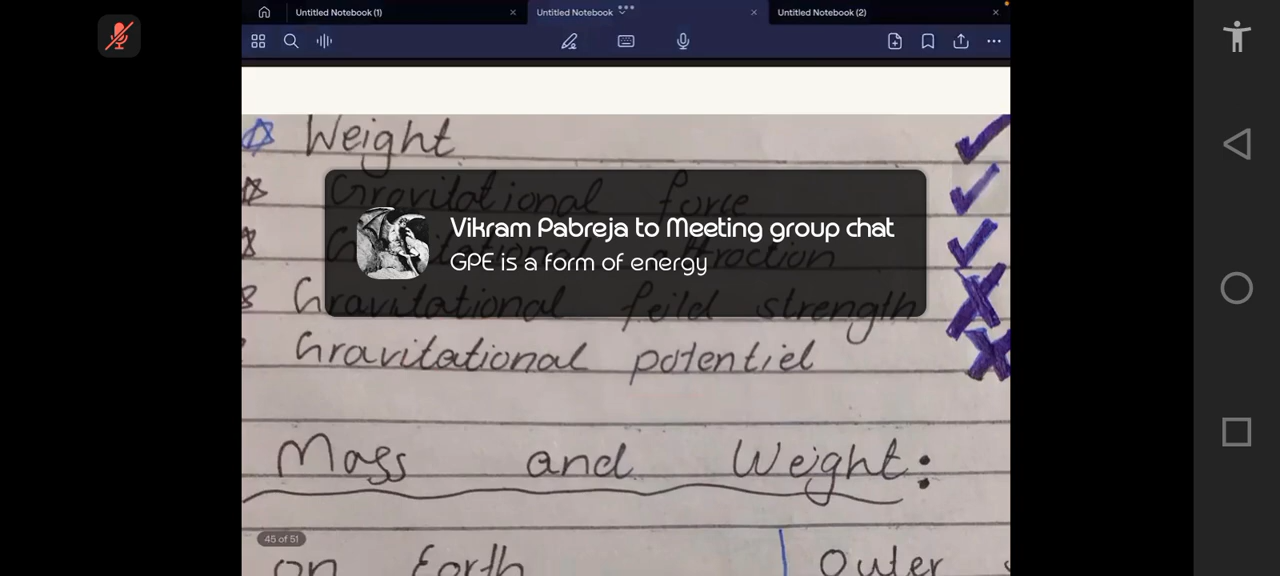 Untitled Notebook (1)
Untitled Notebook
Untitled Notebook (2)
Weight
Gravitational force
Vikram Pabreja to Meeting group chat
GPE is a form of energy
attraction
Gravitational feild strength
Gravitational potentiel
Mass and Weight:
45 of 51
on Earth
Outer